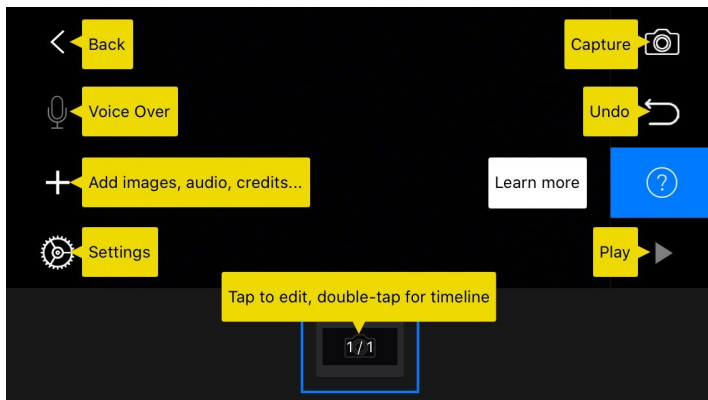 Back
Capture
Voice Over
Undo
Add images, audio, credits...
Learn more
?
Settings
Play
Tap to edit, double-tap for timeline
1/1